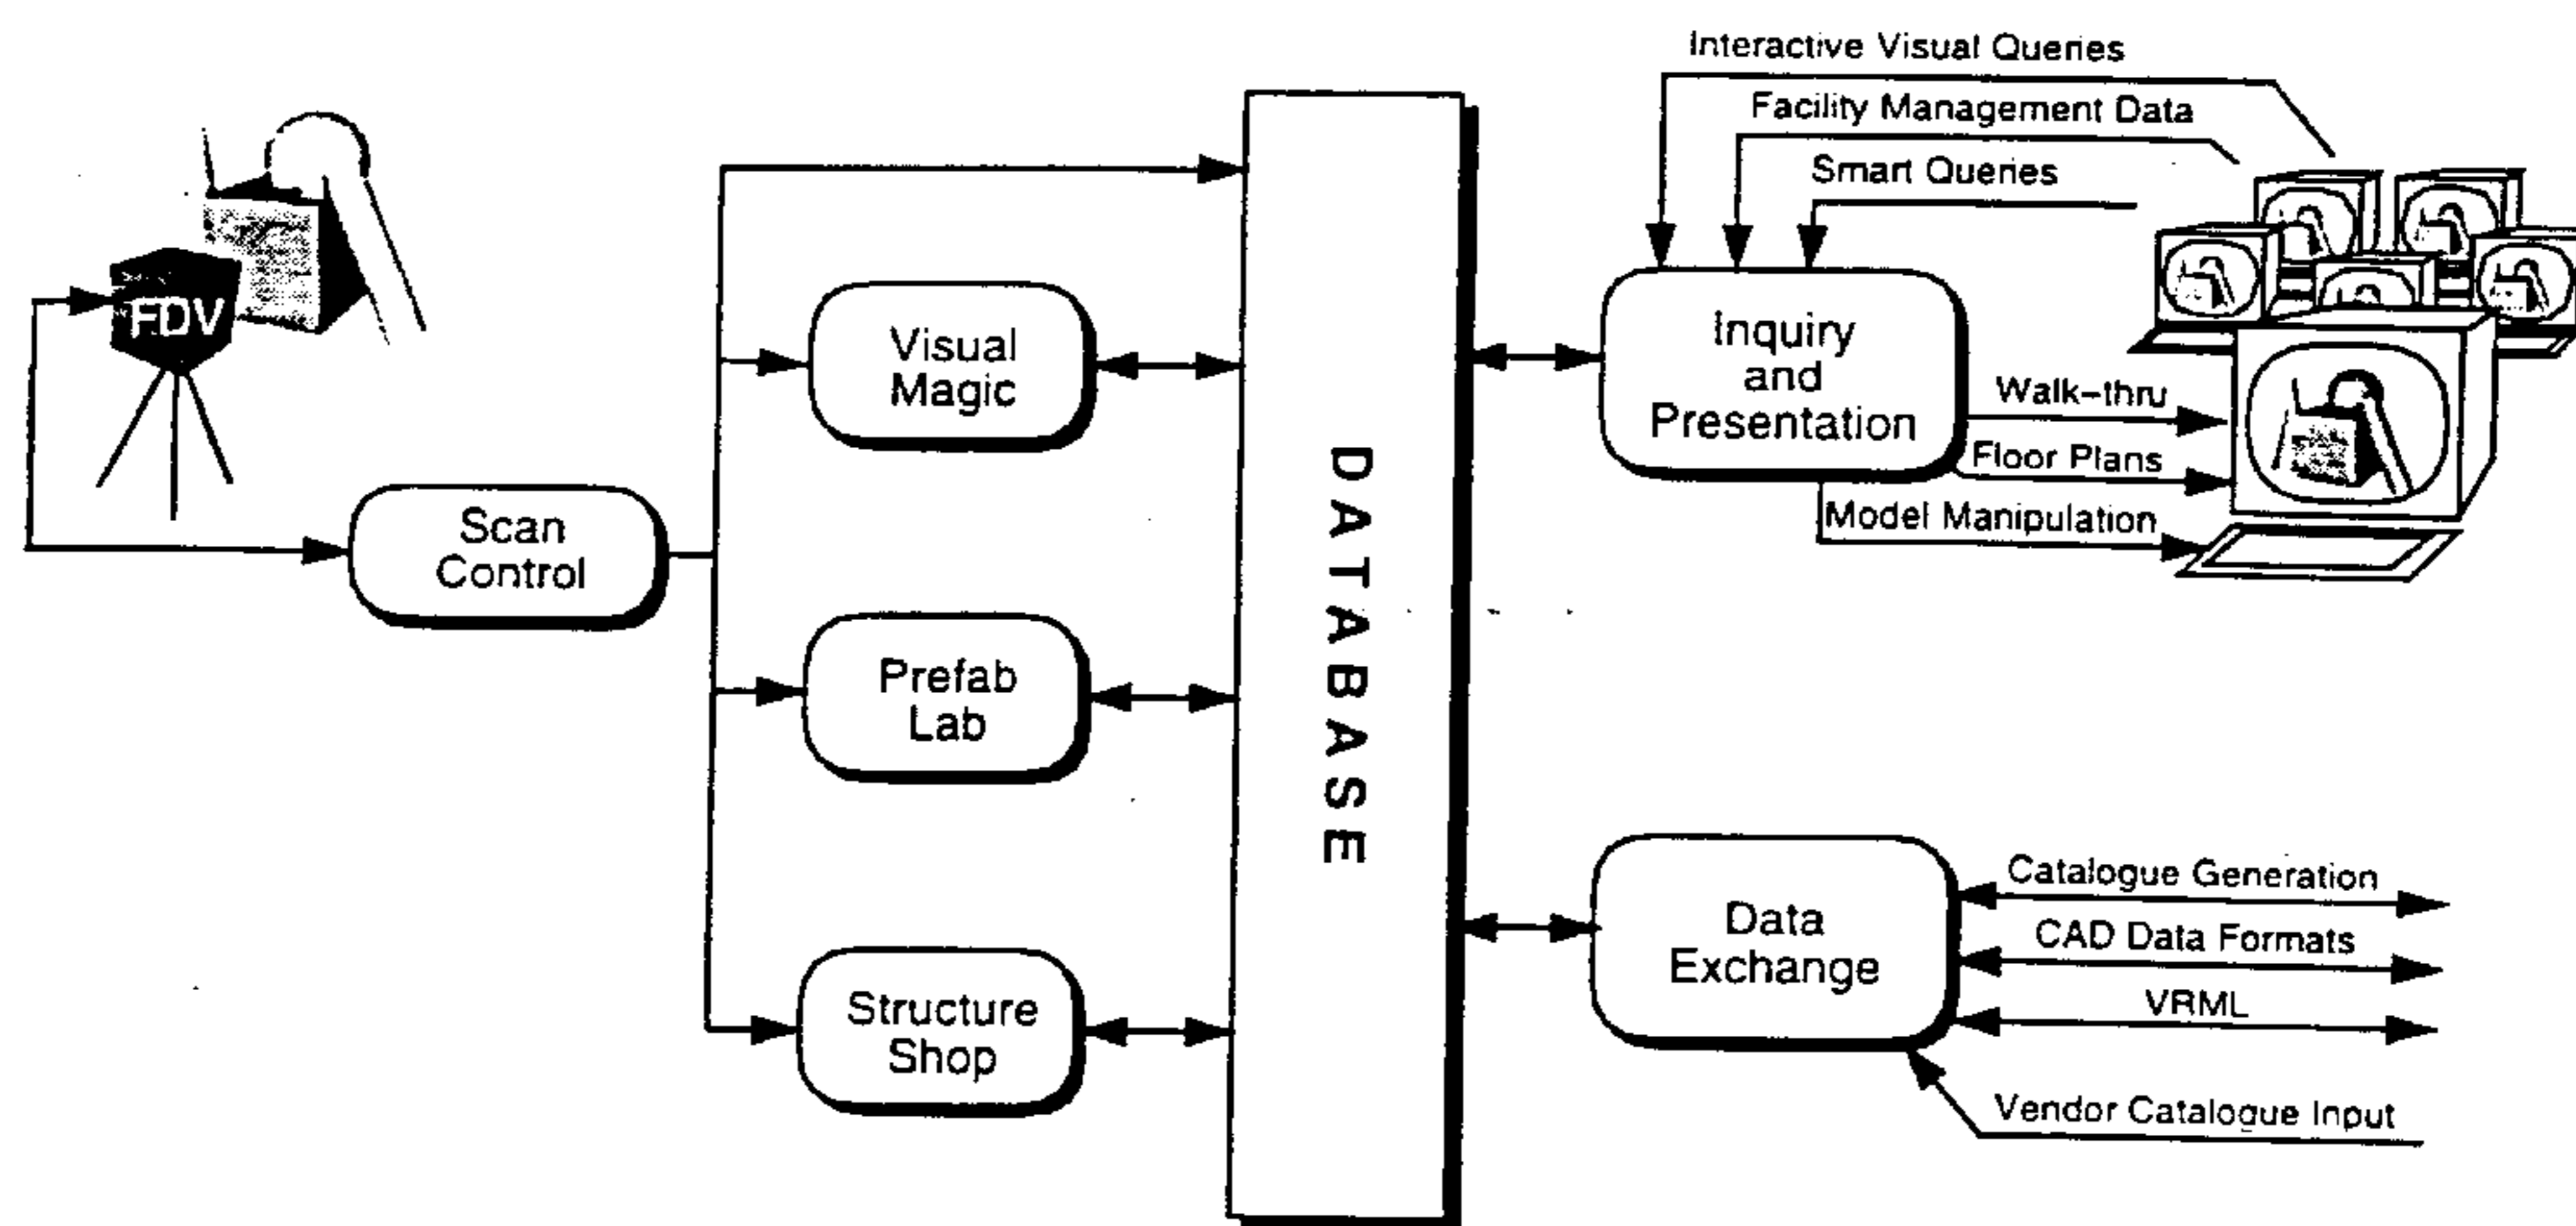 Interactive Visual Queries
Facility Management Data
Smart Queries
FDV
Scan
Control
Visual
Magic
Prefab
Lab
Structure
Shop
DATABASE
Inquiry
and
Presentation
Walk-thru
Floor Plans
Model Manipulation
Data
Exchange
Catalogue Generation
CAD Data Formats
VRML
Vendor Catalogue Input